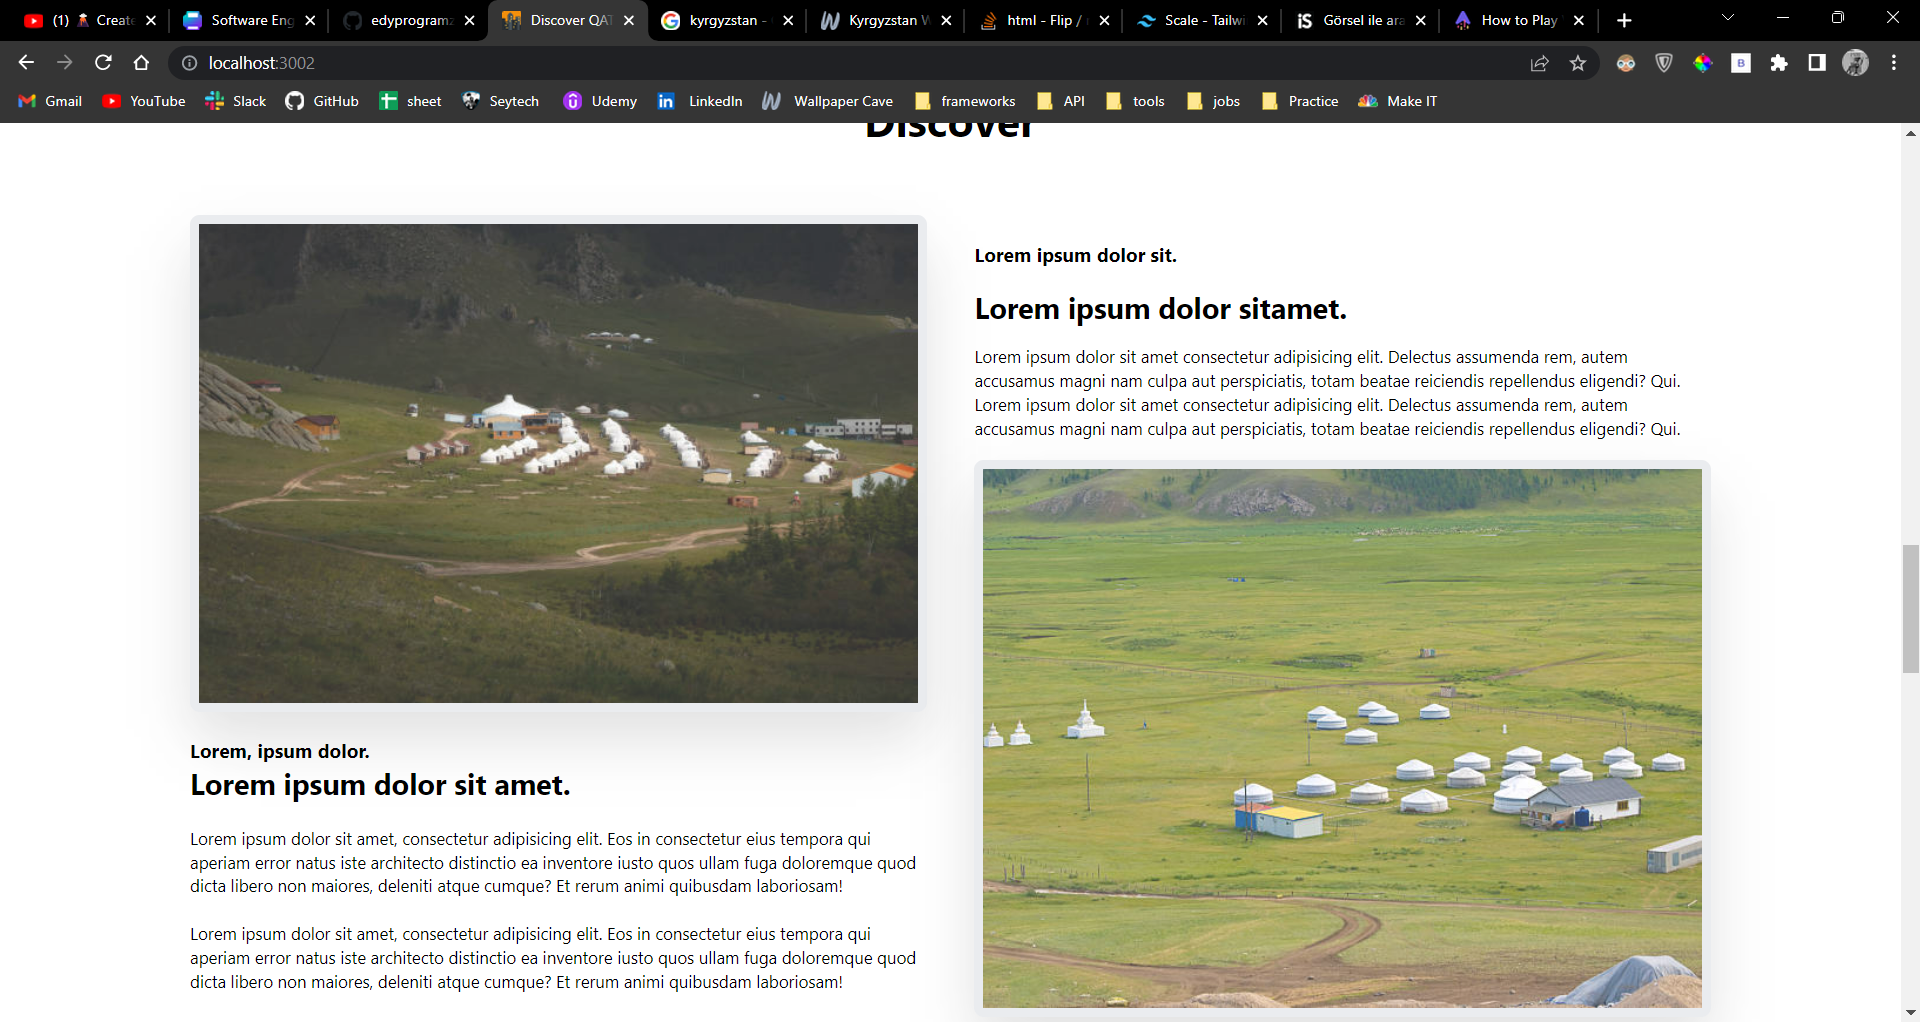 (1) Create
Software Eng
edyprogram
Discover QA
kyrgyzstan -
Kyrgyzstan W
html - Flip /
Scale - Tailwi
Görsel ile ara
How to Play
localhost:3002
Gmail
YouTube
Slack
GitHub
sheet
Seytech
Udemy
LinkedIn
Wallpaper Cave
frameworks
API
tools
jobs
Practice
Make IT
Discover
Lorem ipsum dolor sit.
Lorem ipsum dolor sitamet.
Lorem ipsum dolor sit amet consectetur adipisicing elit. Delectus assumenda rem, autem
accusamus magni nam culpa aut perspiciatis, totam beatae reiciendis repellendus eligendi? Qui.
Lorem ipsum dolor sit amet consectetur adipisicing elit. Delectus assumenda rem, autem
accusamus magni nam culpa aut perspiciatis, totam beatae reiciendis repellendus eligendi? Qui.
Lorem, ipsum dolor.
Lorem ipsum dolor sit amet.
Lorem ipsum dolor sit amet, consectetur adipisicing elit. Eos in consectetur eius tempora qui
aperiam error natus iste architecto distinctio ea inventore iusto quos ullam fuga doloremque quod
dicta libero non maiores, deleniti atque cumque? Et rerum animi quibusdam laboriosam!
Lorem ipsum dolor sit amet, consectetur adipisicing elit. Eos in consectetur eius tempora qui
aperiam error natus iste architecto distinctio ea inventore iusto quos ullam fuga doloremque quod
dicta libero non maiores, deleniti atque cumque? Et rerum animi quibusdam laboriosam!